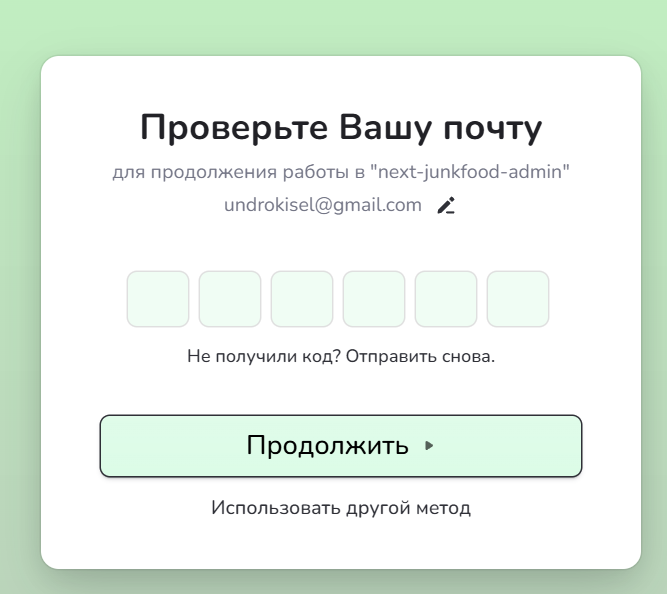 Проверьте Вашу почту
для продолжения работы в "next-junkfood-admin"
undrokisel@gmail.com
Не получили код? Отправить снова.
Продолжить
Использовать другой метод